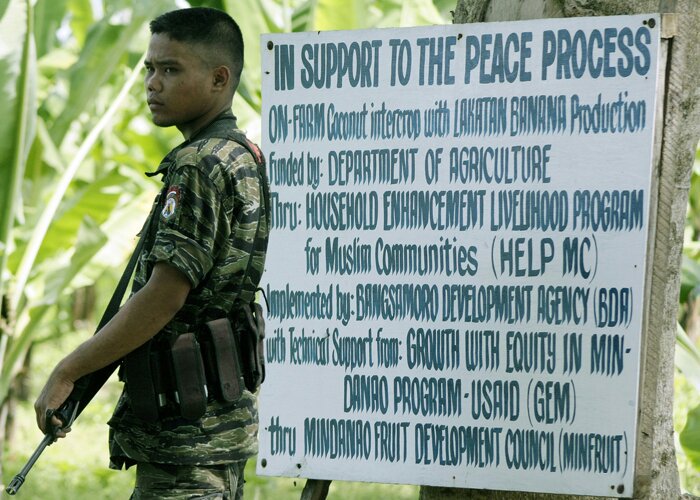 IN SUPPORT TO THE PEACE PROCESS
ON-FARM Coconut intercrop with LAKATAN BANANA Production
funded by: DEPARTMENT OF AGRICULTURE
Thru: HOUSEHOLD ENHANCEMENT LIVELIHOOD PROGRAM
for Muslim Communities (HELP MC)
Implemented by: BANGSAMORO DEVELOPMENT AGENCY (BDA)
with Technical Support from: GROWTH WITH EQUITY IN MIN-
DANAO PROGRAM-USAID (GEM)
thru MINDANAO FRUIT DEVELOPMENT COUNCIL (MINFRUIT)